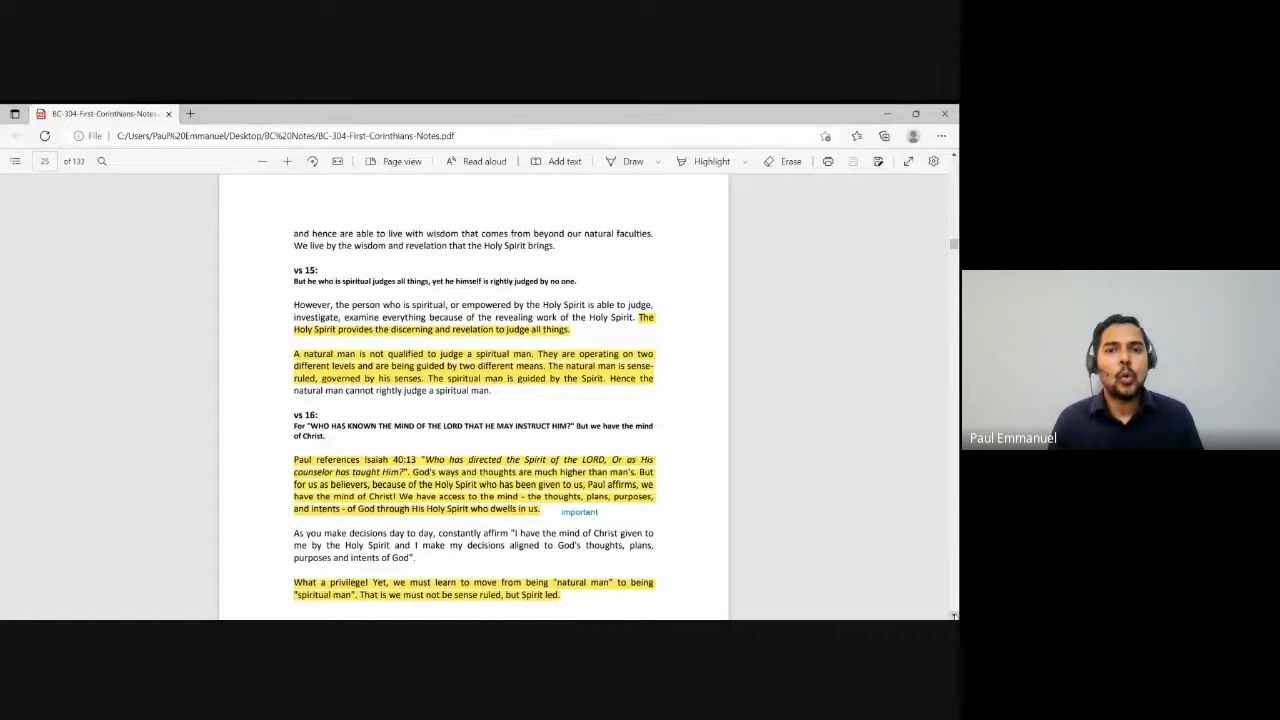 BC-304-First-Corinthians-Notes
File
C:/Users/Paul%20Emmanuel/Desktop/BC%20Notes/BC-304-First-Corinthians-Notes.pdf
25 of 133
Page view
Read aloud
Add text
Draw
Highlight
Erase
and hence are able to live with wisdom that comes from beyond our natural faculties.
We live by the wisdom and revelation that the Holy Spirit brings.
vs 15:
But he who is spiritual judges all things, yet he himself is rightly judged by no one.
However, the person who is spiritual, or empowered by the Holy Spirit is able to judge,
investigate, examine everything because of the revealing work of the Holy Spirit. The
Holy Spirit provides the discerning and revelation to judge all things.
A natural man is not qualified to judge a spiritual man. They are operating on two
different levels and are being guided by two different means. The natural man is sense-
ruled, governed by his senses. The spiritual man is guided by the Spirit. Hence the
natural man cannot rightly judge a spiritual man.
vs 16:
For "WHO HAS KNOWN THE MIND OF THE LORD THAT HE MAY INSTRUCT HIM?" But we have the mind
of Christ.
Paul references Isaiah 40:13 "Who has directed the Spirit of the LORD, Or as His
counselor has taught Him?". God's ways and thoughts are much higher than man's. But
for us as believers, because of the Holy Spirit who has been given to us, Paul affirms, we
have the mind of Christ! We have access to the mind - the thoughts, plans, purposes,
and intents - of God through His Holy Spirit who dwells in us.
important
As you make decisions day to day, constantly affirm "I have the mind of Christ given to
me by the Holy Spirit and I make my decisions aligned to God's thoughts, plans,
purposes and intents of God".
What a privilege! Yet, we must learn to move from being "natural man" to being
"spiritual man". That is we must not be sense ruled, but Spirit led.
Paul Emmanuel